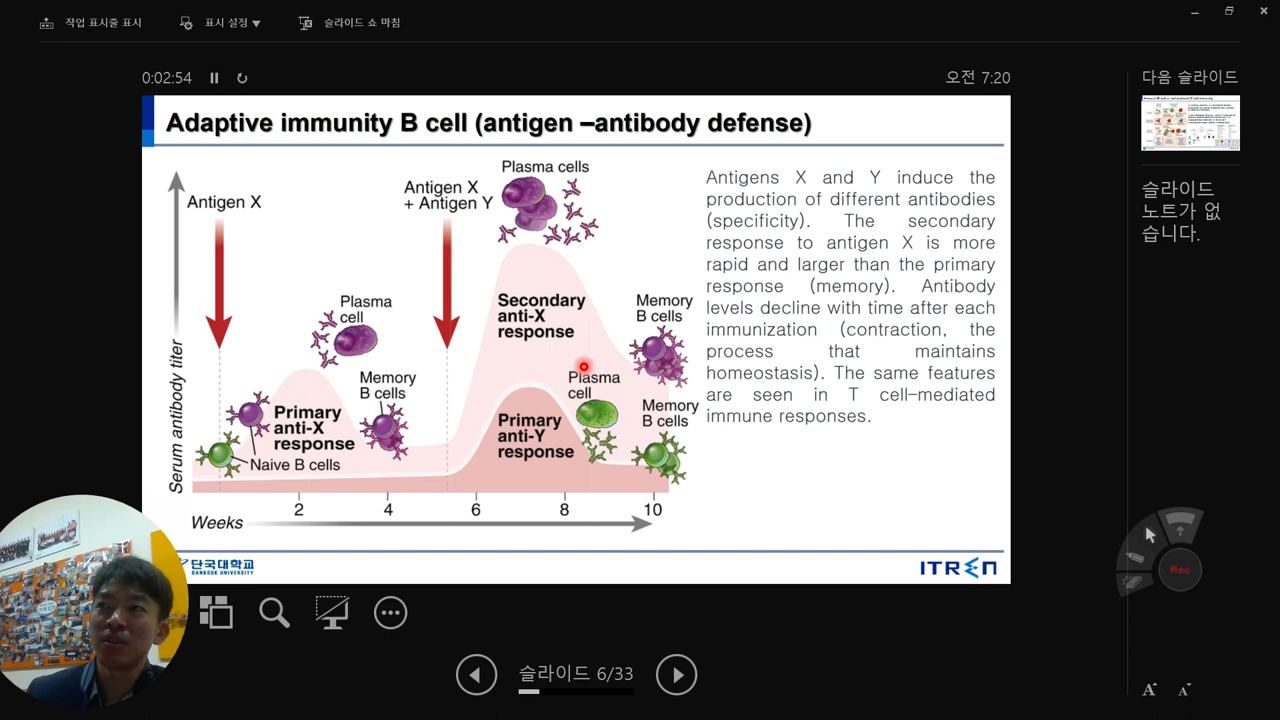 작업 표시줄 표시
표시 설정 ▼
슬라이드 쇼 마침
0:02:54
오전 7:20
다음 슬라이드
Adaptive immunity B cell (antigen –antibody defense)
Antigen X
Antigen X
+ Antigen Y
Plasma cells
Plasma
cell
Memory
B cells
Secondary
anti-X
response
Memory
B cells
Plasma
cell
Memory
B cells
Primary
anti-X
response
Primary
anti-Y
response
Naive B cells
Serum antibody titer
2
4
6
8
10
Weeks
Antigens X and Y induce the
production of different antibodies
(specificity). The secondary
response to antigen X is more
rapid and larger than the primary
response (memory). Antibody
levels decline with time after each
immunization (contraction, the
process that maintains
homeostasis). The same features
are seen in T cell-mediated
immune responses.
슬라이드
노트가 없
습니다.
단국대학교
DANKOOK UNIVERSITY
ITREN
Rec
슬라이드 6/33
A A